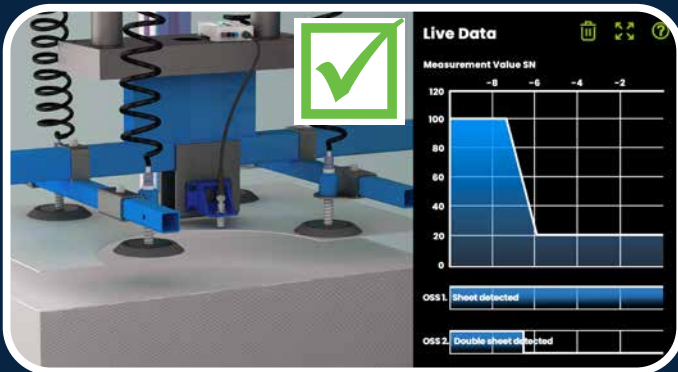 Live Data
Measurement Value SN
-8 -6 -4 -2
120
100
80
60
40
20
0
OSS 1. Sheet detected
OSS 2. Double sheet detected